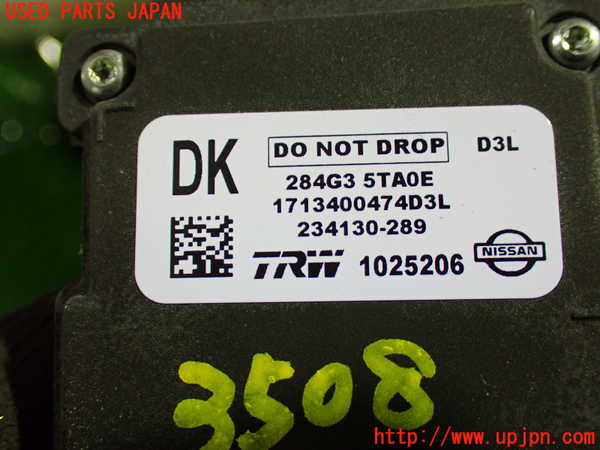 USED PARTS JAPAN
DK
DO NOT DROP
D3L
284G3 5TA0E
1713400474D3L
234130-289
TRW
1025206
NISSAN
3508
http://www.upjpn.com